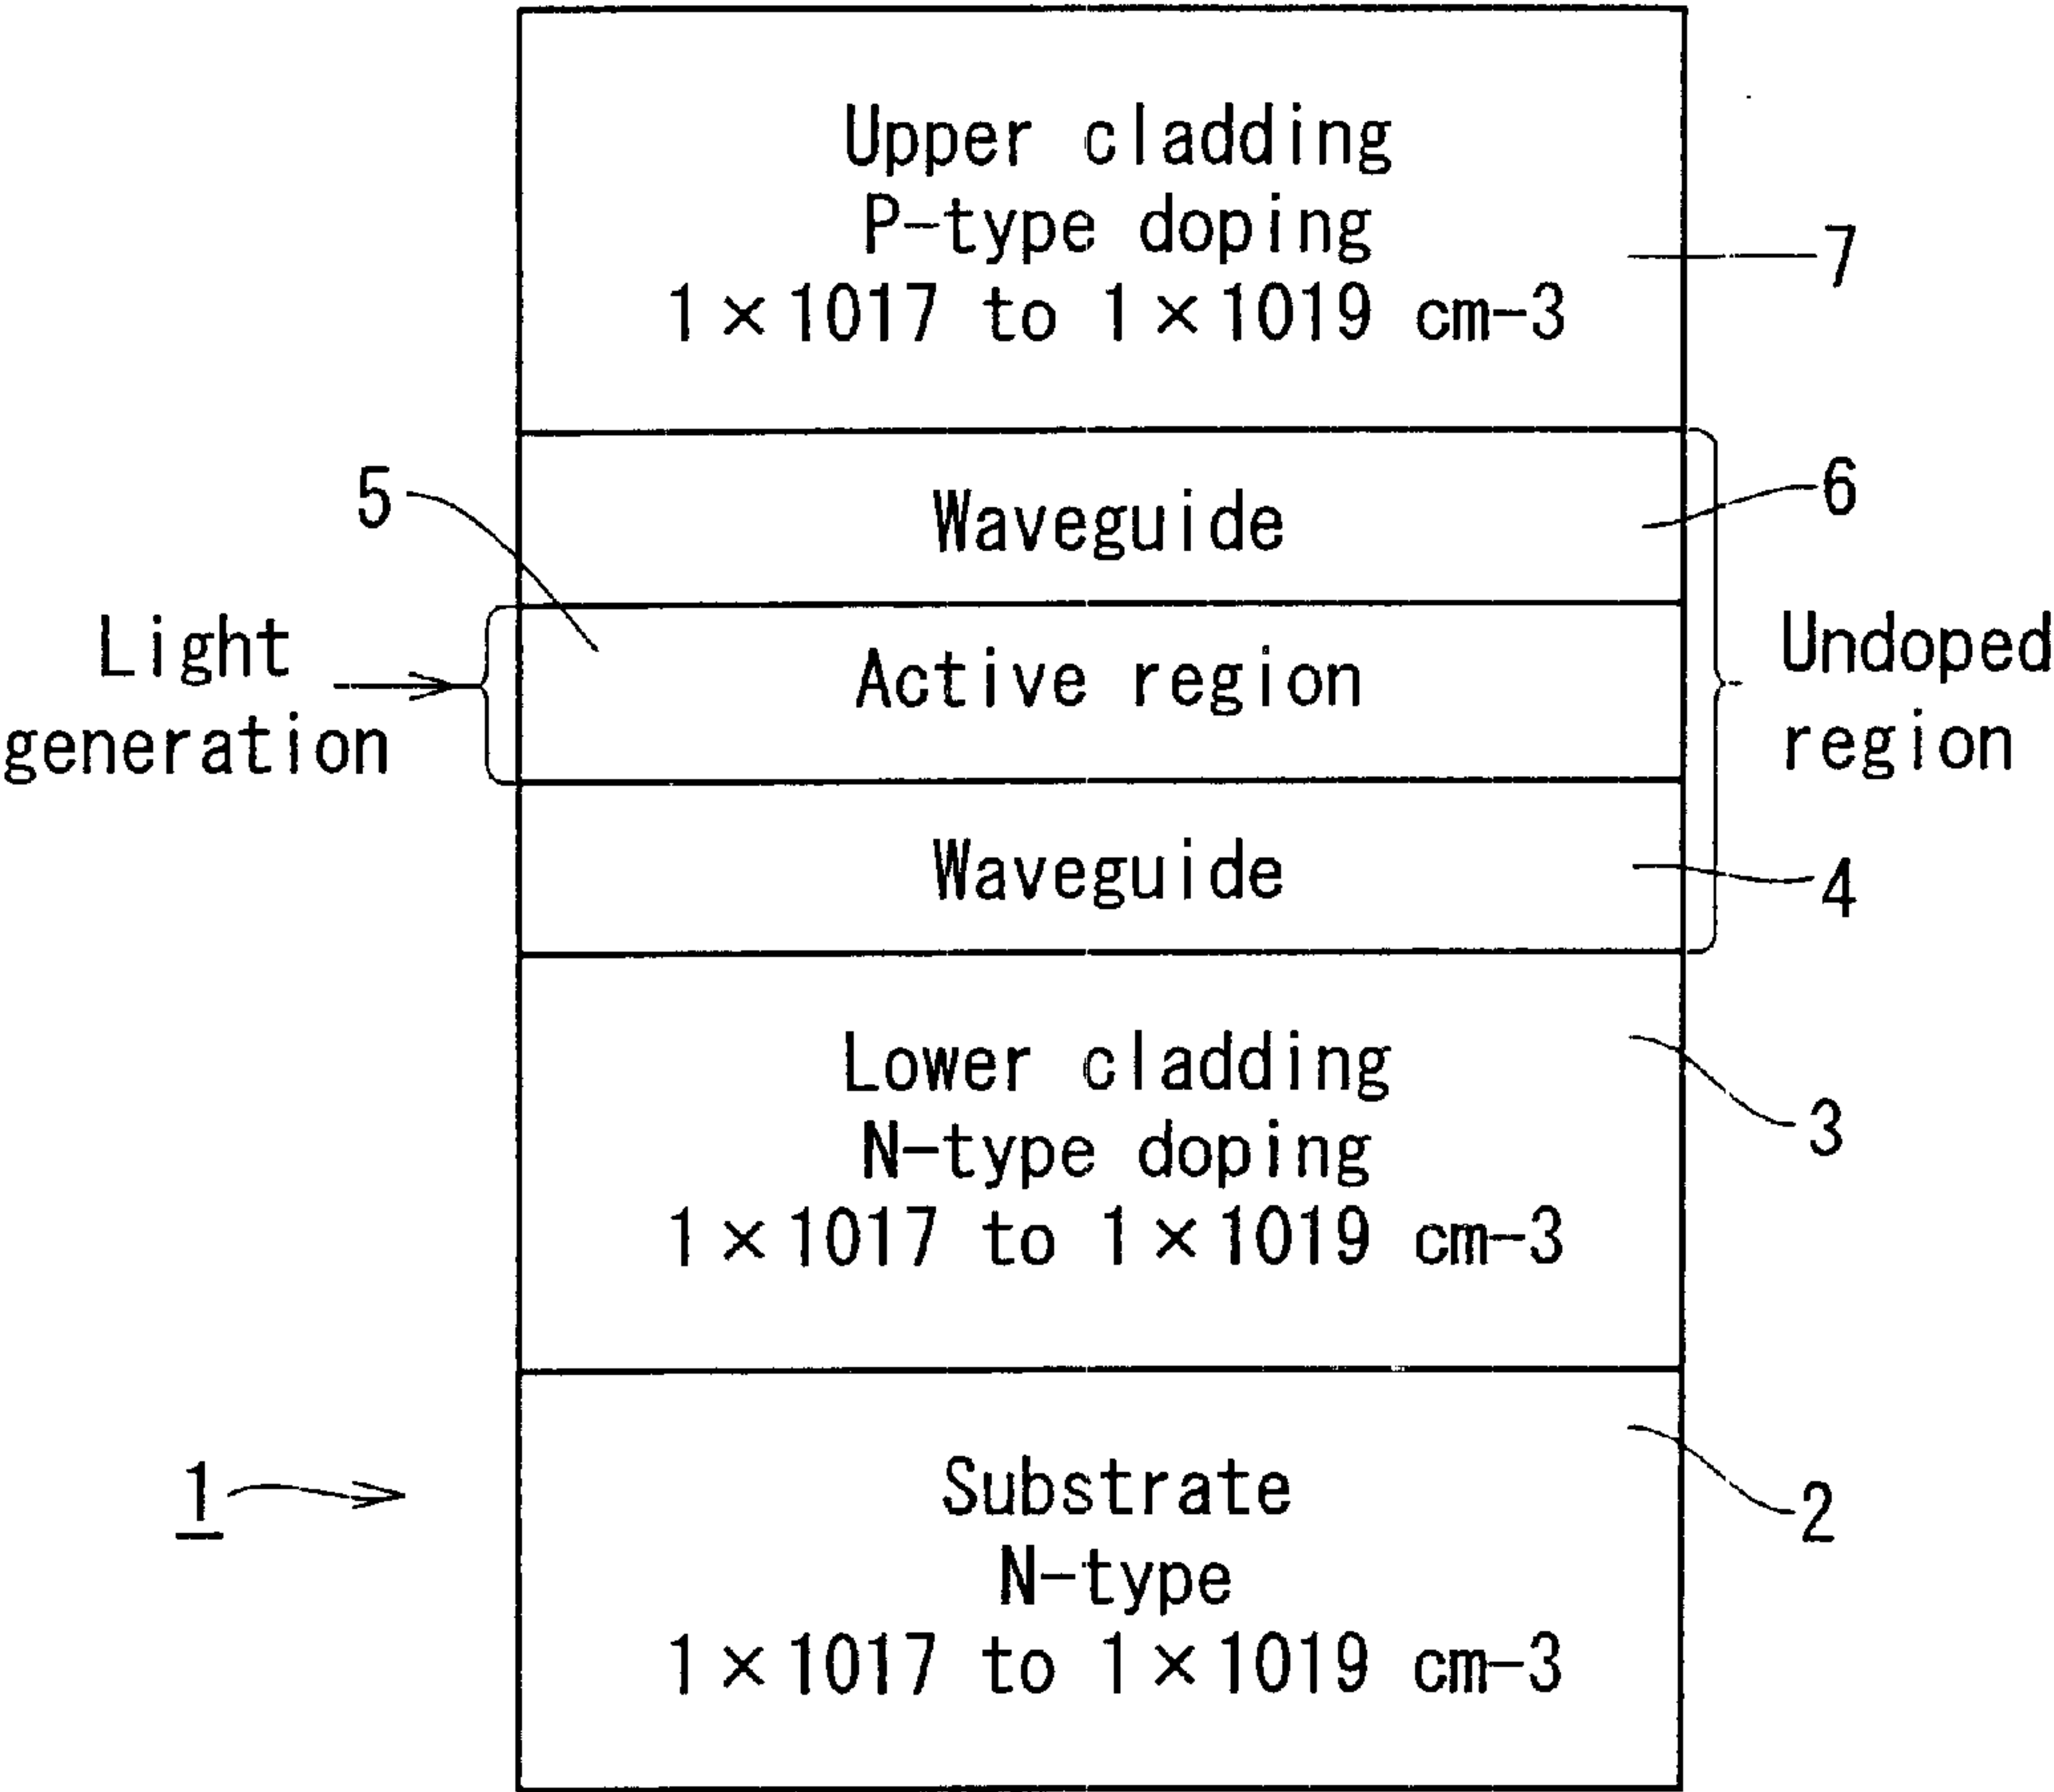 Upper cladding
P-type doping
1×1017 to 1×1019 cm-3
7
5
Waveguide
6
Light
generation
Active region
Undoped
region
Waveguide
4
Lower cladding
N-type doping
1×1017 to 1×1019 cm-3
3
1
Substrate
N-type
1×1017 to 1×1019 cm-3
2